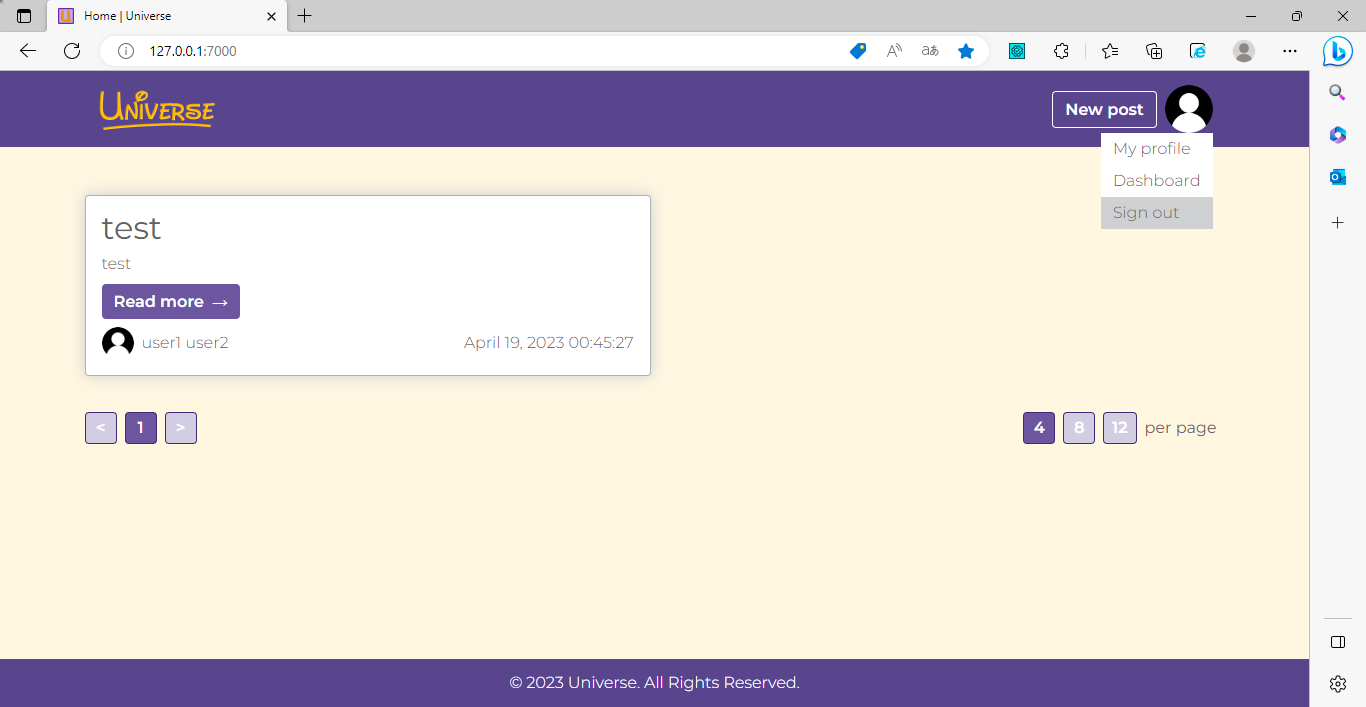 Home | Universe
127.0.0.1:7000
UNIVERSE
New post
My profile
Dashboard
Sign out
test
test
Read more →
user1 user2
April 19, 2023 00:45:27
< 1 >
4 8 12 per page
© 2023 Universe. All Rights Reserved.